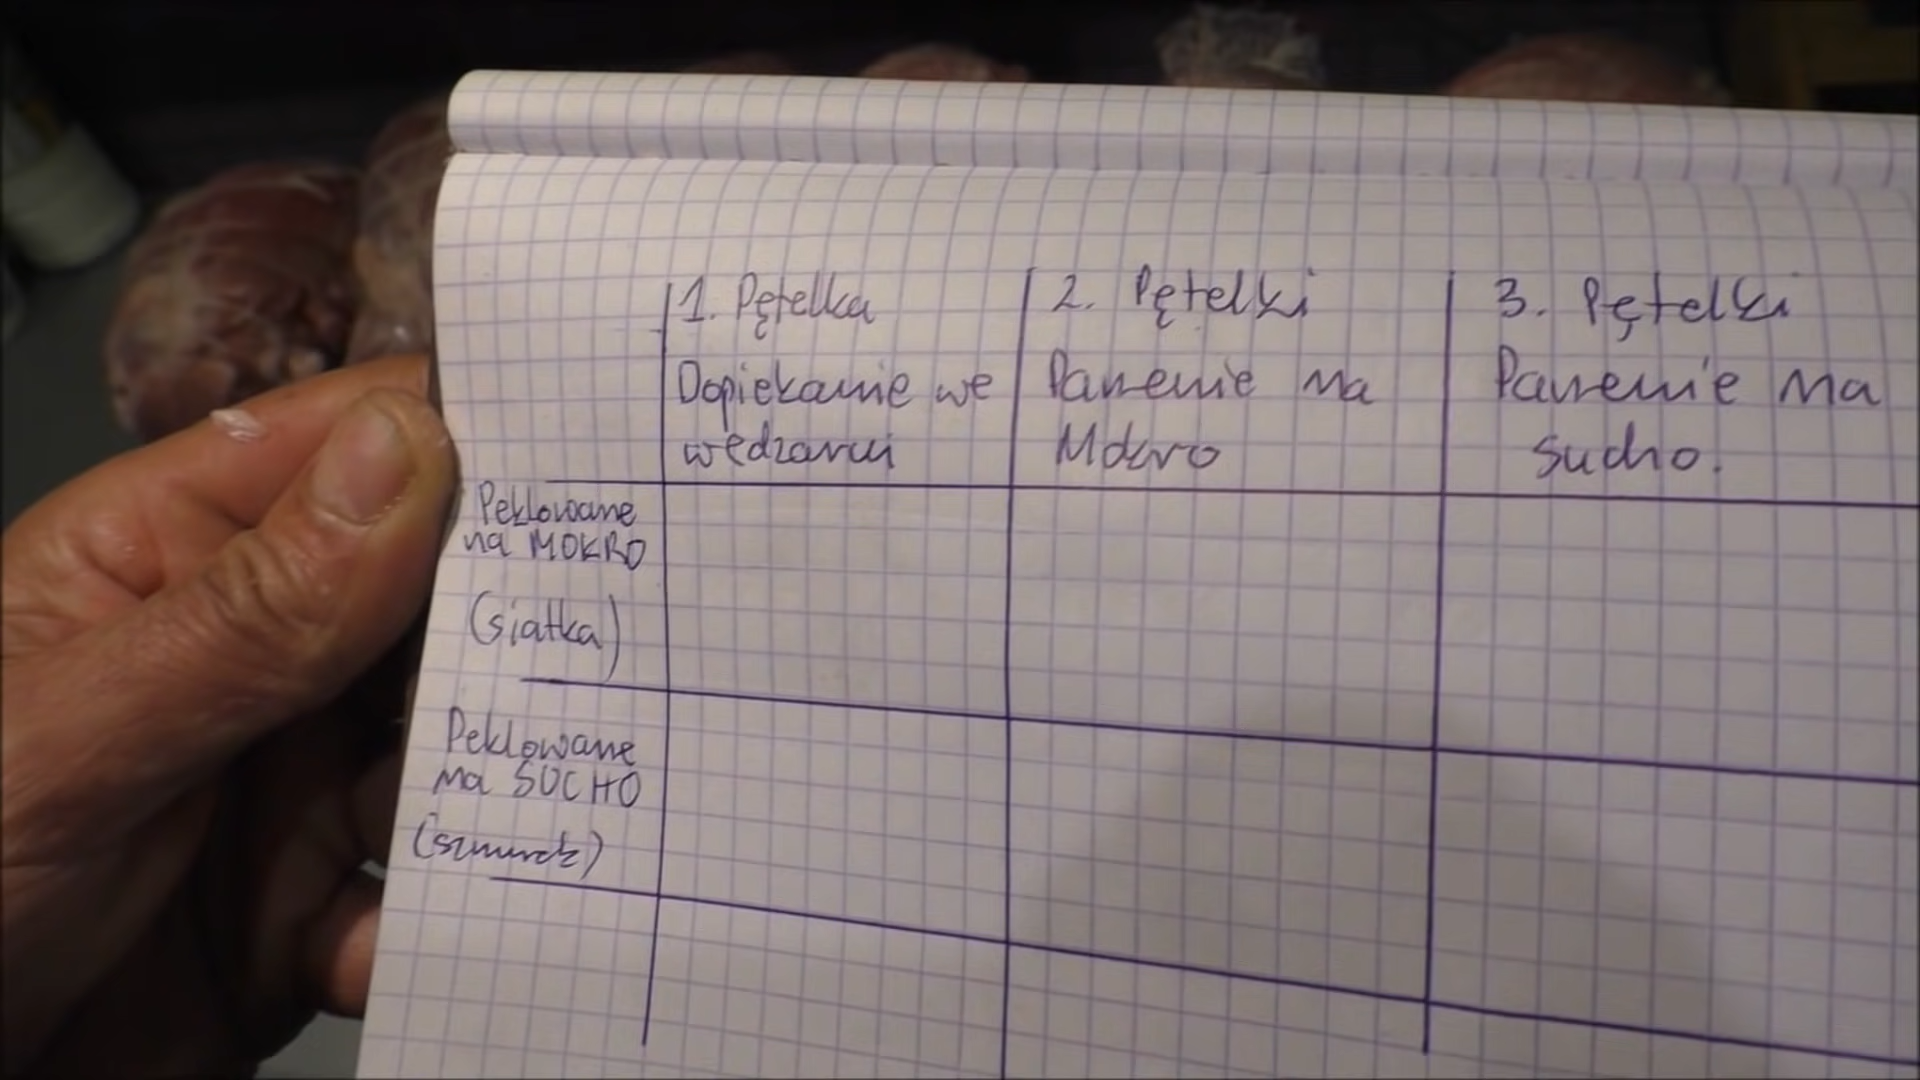 1. Pętelka
Dopiekanie we
wędzarni
2. Pętelki
Parzenie na
Mokro
3. Pętelki
Parzenie na
sucho.
Peklowane
na MOKRO
(siatka)
Peklowane
na SUCHO
(sznurek)